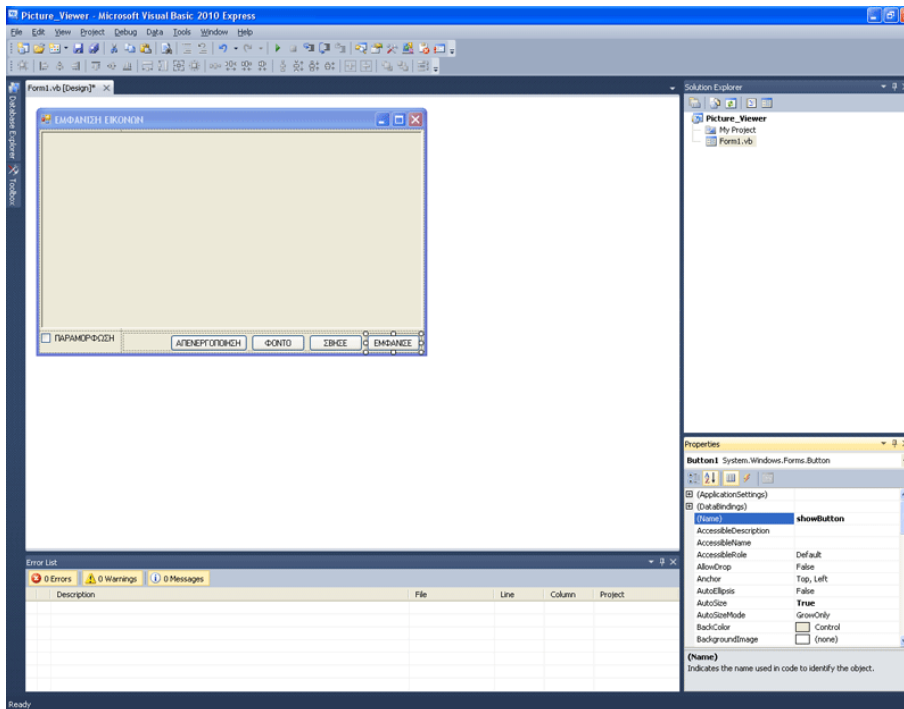 Picture_Viewer - Microsoft Visual Basic 2010 Express
File Edit View Project Debug Data Tools Window Help
Form1.vb [Design]*
Database Explorer
Toolbox
ΕΜΦΑΝΙΣΗ ΕΙΚΟΝΩΝ
ΠΑΡΑΜΟΡΦΩΣΗ
ΑΠΕΝΕΡΓΟΠΟΙΗΣΗ ΦΟΝΤΟ ΣΒΗΣΕ ΕΜΦΑΝΙΣΕ
Solution Explorer
Picture_Viewer
My Project
Form1.vb
Properties
Button1 System.Windows.Forms.Button
(ApplicationSettings)
(DataBindings)
(Name) showButton
AccessibleDescription
AccessibleName
AccessibleRole Default
AllowDrop False
Anchor Top, Left
AutoEllipsis False
AutoSize True
AutoSizeMode GrowOnly
BackColor Control
BackgroundImage (none)
(Name)
Indicates the name used in code to identify the object.
Error List
0 Errors 0 Warnings 0 Messages
Description File Line Column Project
Ready